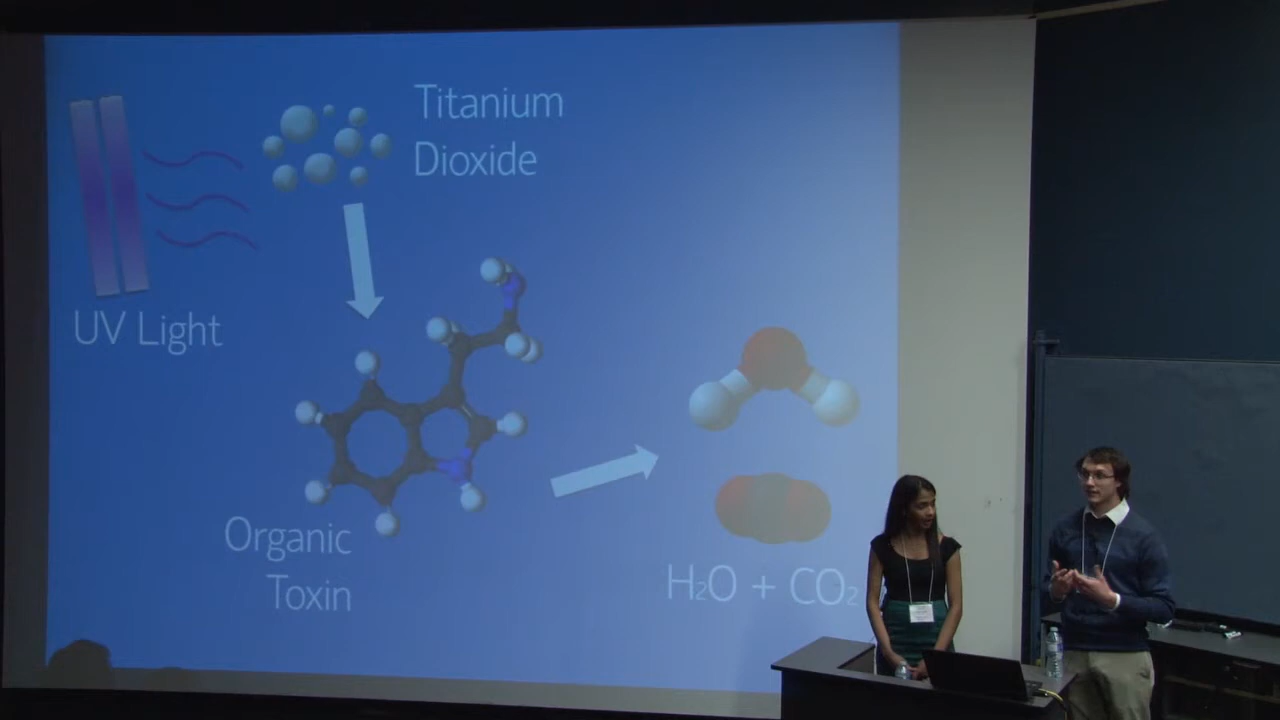 Titanium
Dioxide
UV Light
Organic
Toxin
H₂O + CO₂